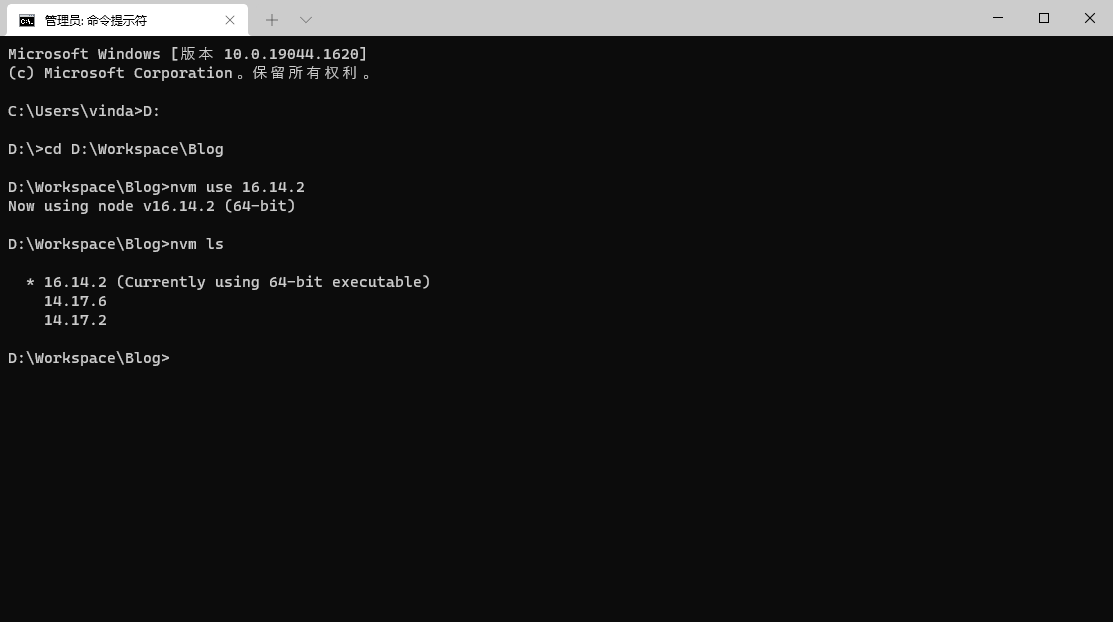 管理员: 命令提示符
Microsoft Windows [版本 10.0.19044.1620]
(c) Microsoft Corporation。保留所有权利。
C:\Users\vinda>D:
D:\>cd D:\Workspace\Blog
D:\Workspace\Blog>nvm use 16.14.2
Now using node v16.14.2 (64-bit)
D:\Workspace\Blog>nvm ls
* 16.14.2 (Currently using 64-bit executable)
14.17.6
14.17.2
D:\Workspace\Blog>